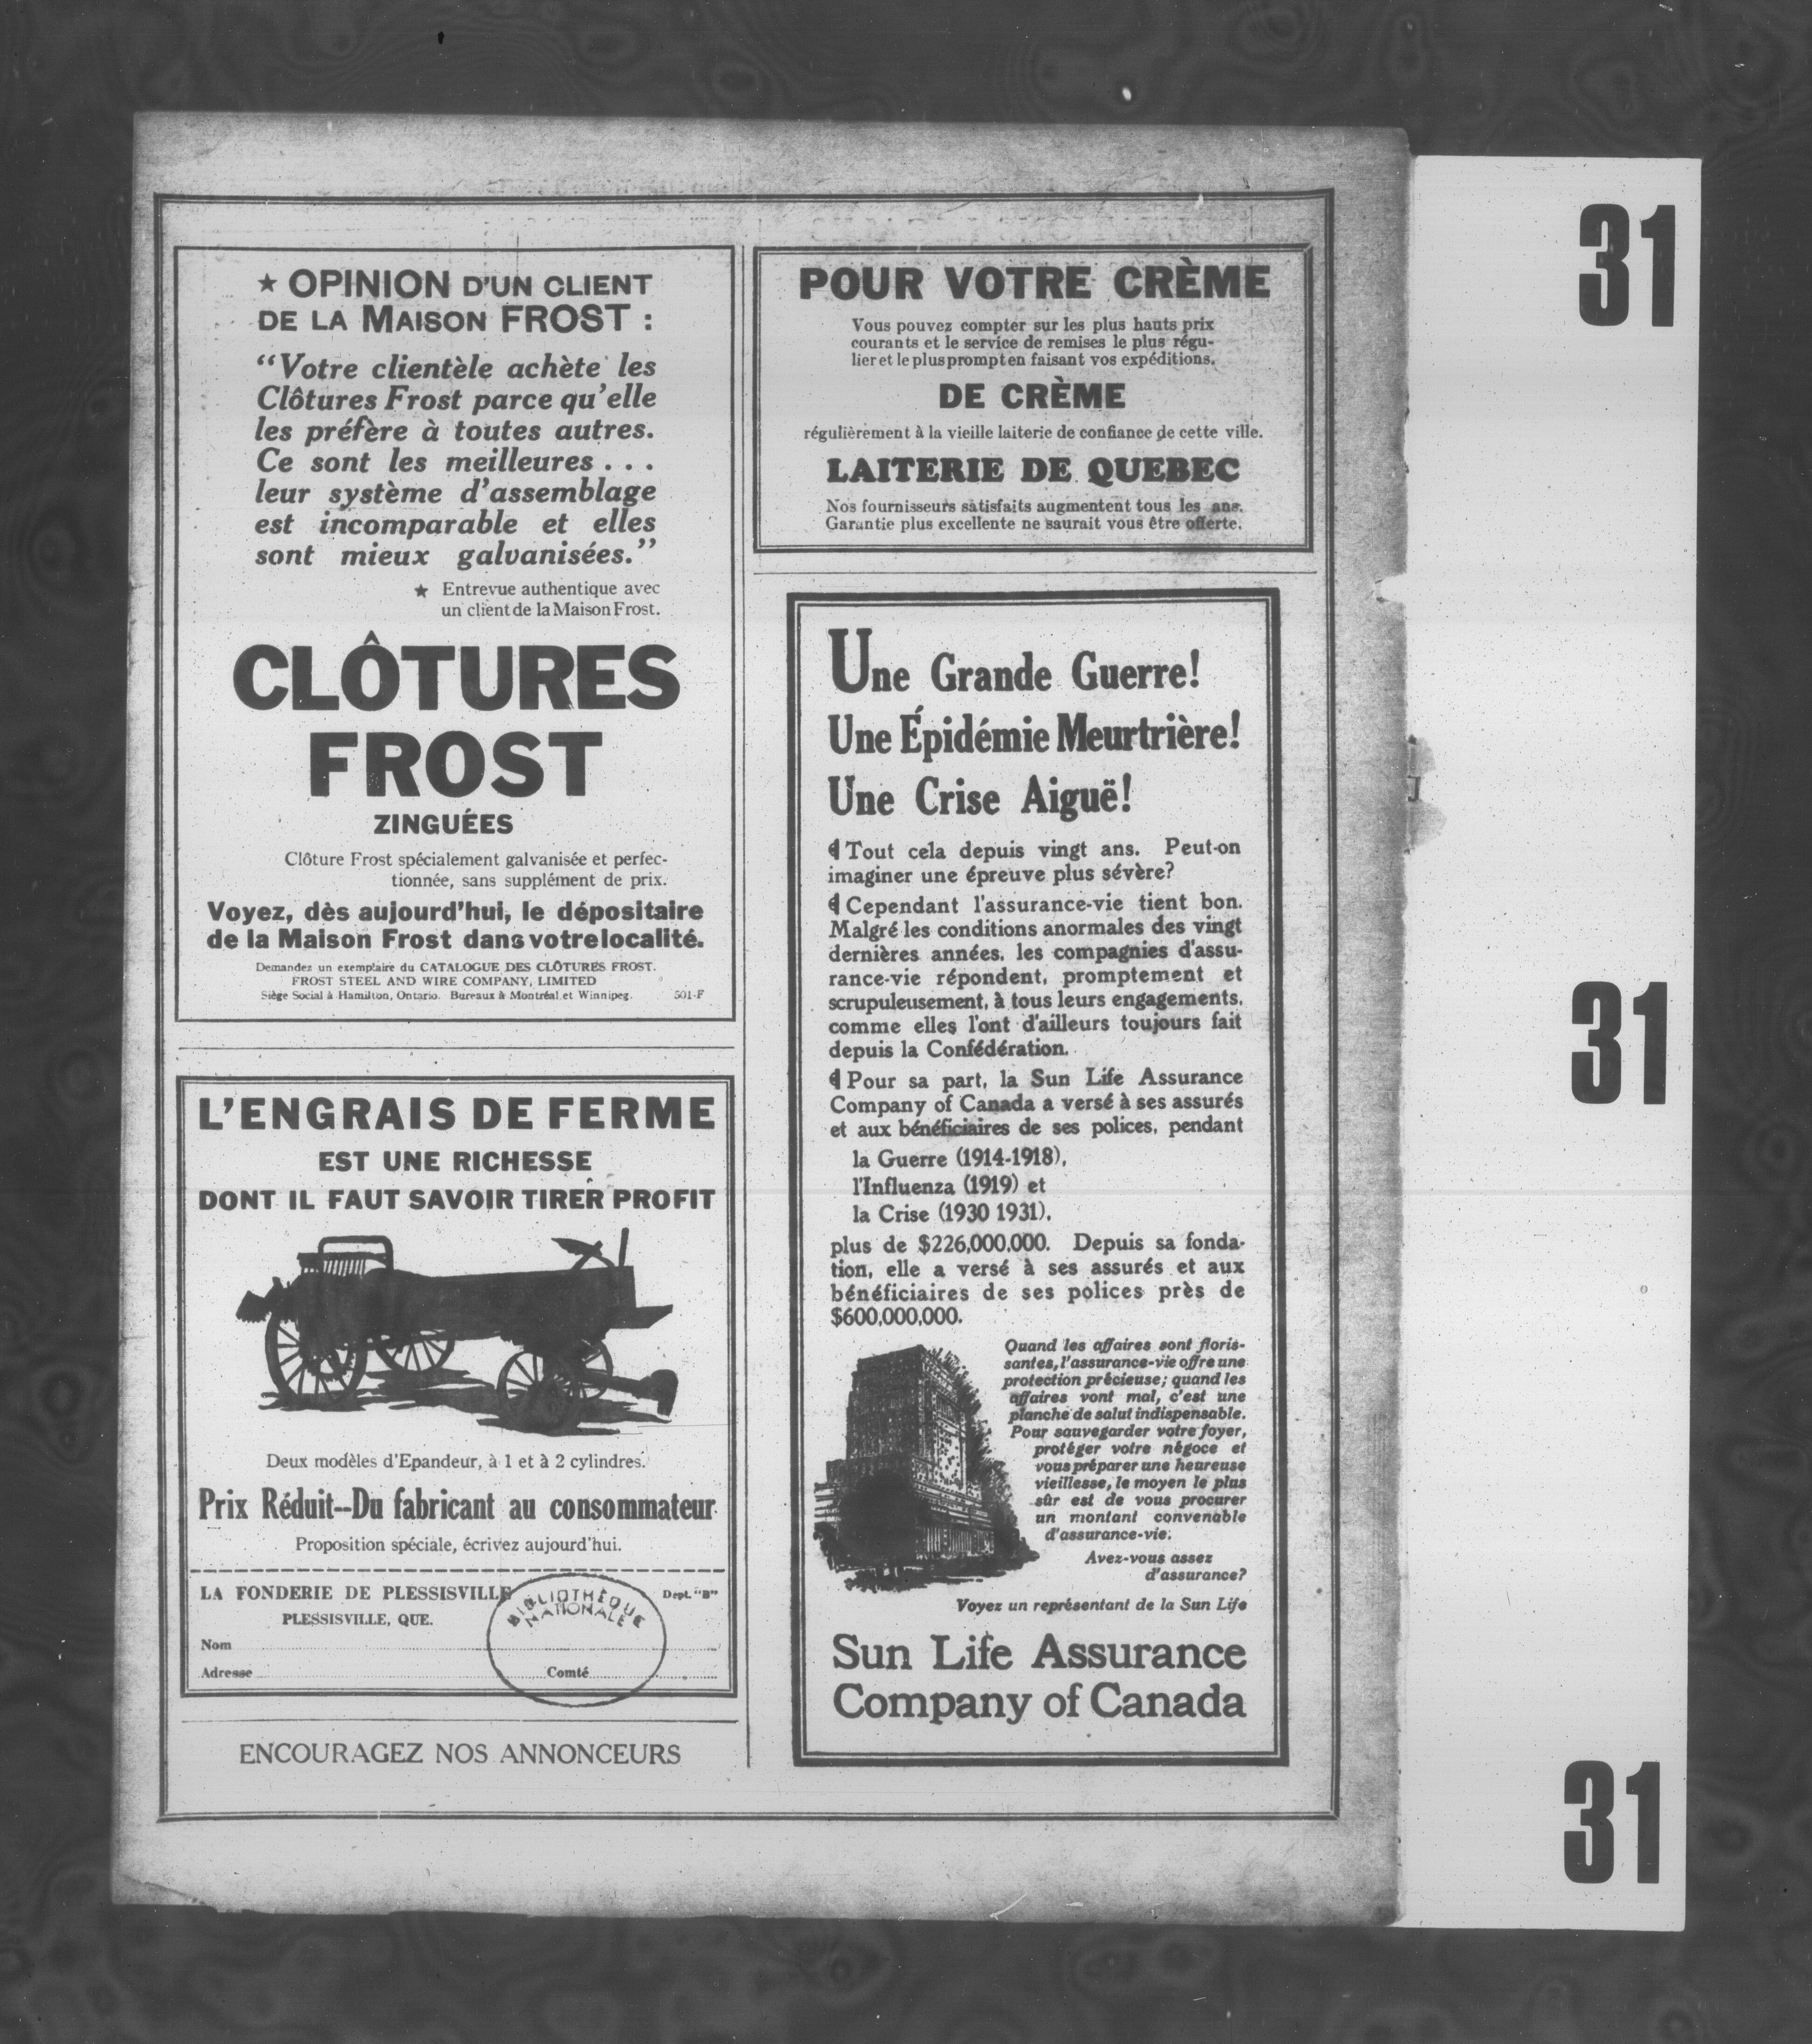 ★ OPINION D'UN CLIENT
DE LA MAISON FROST :
“Votre clientèle achète les
Clôtures Frost parce qu'elle
les préfère à toutes autres.
Ce sont les meilleures . . .
leur système d'assemblage
est incomparable et elles
sont mieux galvanisées.”
★ Entrevue authentique avec
un client de la Maison Frost.
CLÔTURES
FROST
ZINGUÉES
Clôture Frost spécialement galvanisée et perfec-
tionnée, sans supplément de prix.
Voyez, dès aujourd'hui, le dépositaire
de la Maison Frost dans votre localité.
Demandez un exemplaire du CATALOGUE DES CLÔTURES FROST.
FROST STEEL AND WIRE COMPANY, LIMITED
Siège Social à Hamilton, Ontario. Bureaux à Montréal et Winnipeg. 501-F
L'ENGRAIS DE FERME
EST UNE RICHESSE
DONT IL FAUT SAVOIR TIRER PROFIT
Deux modèles d'Epandeur, à 1 et à 2 cylindres.
Prix Réduit--Du fabricant au consommateur
Proposition spéciale, écrivez aujourd'hui.
LA FONDERIE DE PLESSISVILLE Dept. “B”
PLESSISVILLE, QUE.
BIBLIOTHÈQUE
NATIONALE
Nom
Adresse Comté
ENCOURAGEZ NOS ANNONCEURS
POUR VOTRE CRÈME
Vous pouvez compter sur les plus hauts prix
courants et le service de remises le plus régu-
lier et le plus prompt en faisant vos expéditions.
DE CRÈME
régulièrement à la vieille laiterie de confiance de cette ville.
LAITERIE DE QUEBEC
Nos fournisseurs satisfaits augmentent tous les ans.
Garantie plus excellente ne saurait vous être offerte.
Une Grande Guerre!
Une Épidémie Meurtrière!
Une Crise Aiguë!
¶ Tout cela depuis vingt ans. Peut-on
imaginer une épreuve plus sévère?
¶ Cependant l'assurance-vie tient bon.
Malgré les conditions anormales des vingt
dernières années, les compagnies d'assu-
rance-vie répondent, promptement et
scrupuleusement, à tous leurs engagements,
comme elles l'ont d'ailleurs toujours fait
depuis la Confédération.
¶ Pour sa part, la Sun Life Assurance
Company of Canada a versé à ses assurés
et aux bénéficiaires de ses polices, pendant
la Guerre (1914-1918),
l'Influenza (1919) et
la Crise (1930 1931),
plus de $226,000,000. Depuis sa fonda-
tion, elle a versé à ses assurés et aux
bénéficiaires de ses polices près de
$600,000,000.
Quand les affaires sont floris-
santes, l'assurance-vie offre une
protection précieuse; quand les
affaires vont mal, c'est une
planche de salut indispensable.
Pour sauvegarder votre foyer,
protéger votre négoce et
vous préparer une heureuse
vieillesse, le moyen le plus
sûr est de vous procurer
un montant convenable
d'assurance-vie.
Avez-vous assez
d'assurance?
Voyez un représentant de la Sun Life
Sun Life Assurance
Company of Canada
31
31
31